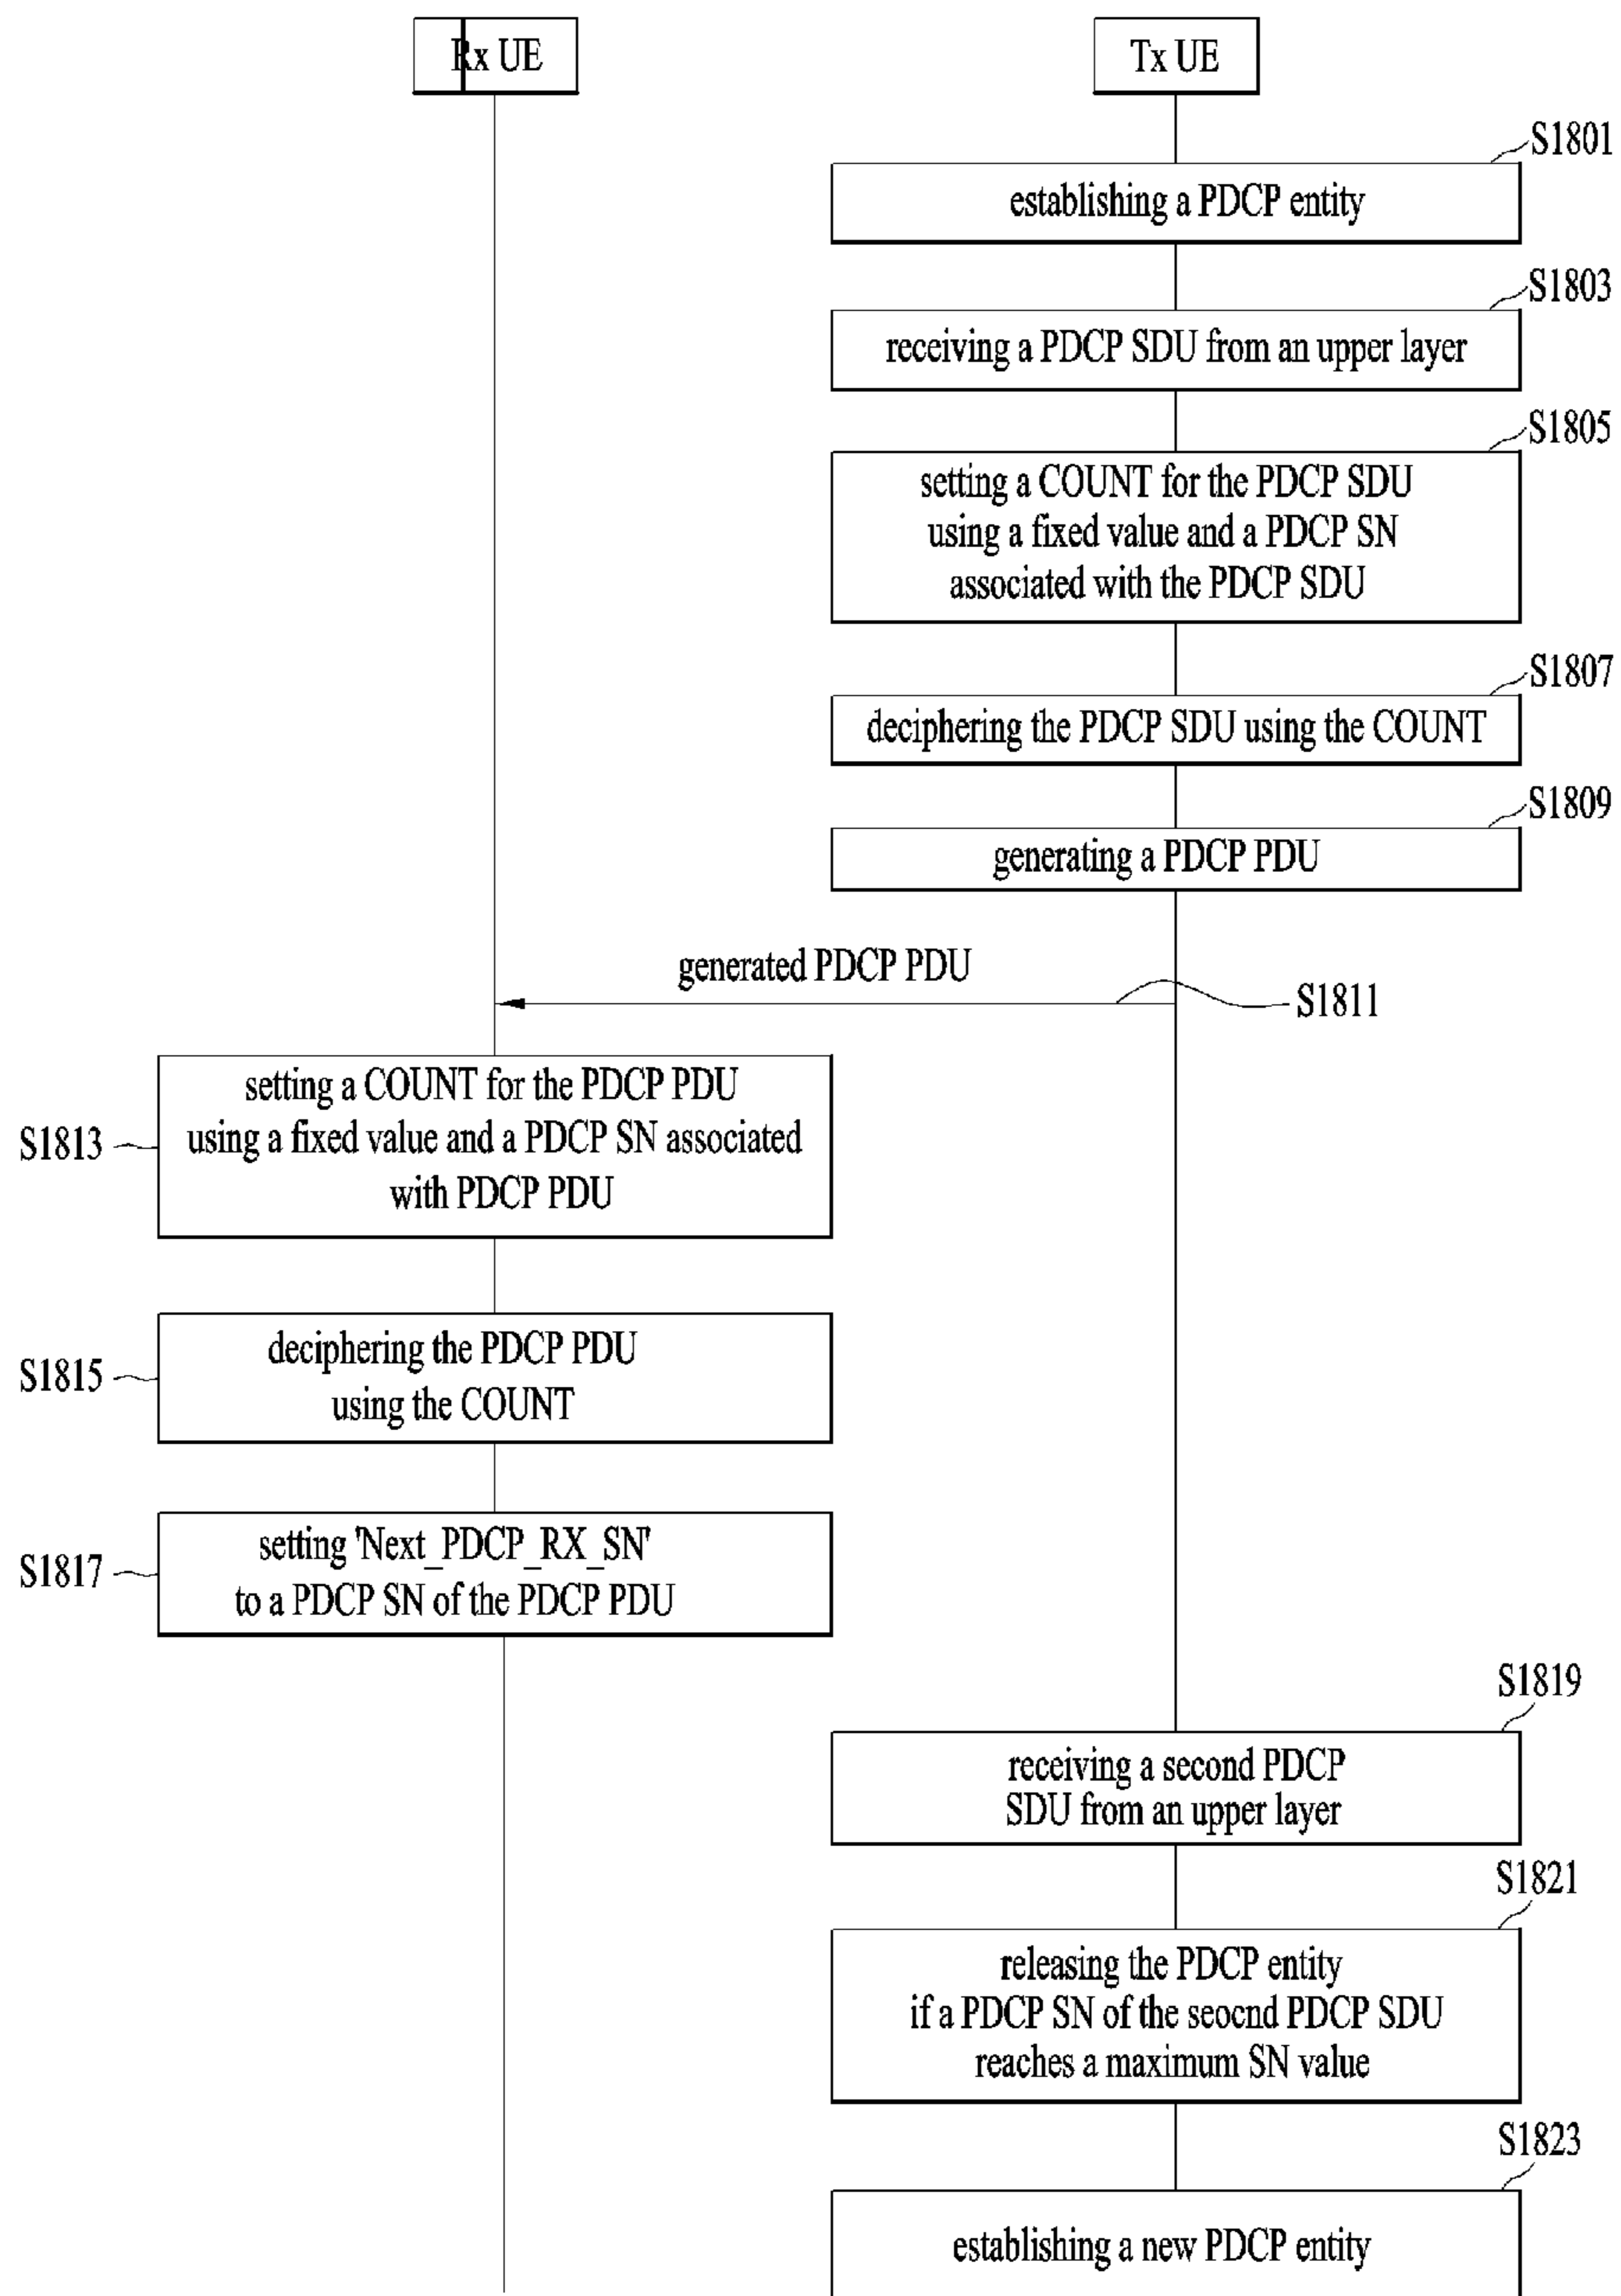 Rx UE
Tx UE
S1801
establishing a PDCP entity
S1803
receiving a PDCP SDU from an upper layer
S1805
setting a COUNT for the PDCP SDU
using a fixed value and a PDCP SN
associated with the PDCP SDU
S1807
deciphering the PDCP SDU using the COUNT
S1809
generating a PDCP PDU
generated PDCP PDU
S1811
S1813
setting a COUNT for the PDCP PDU
using a fixed value and a PDCP SN associated
with PDCP PDU
S1815
deciphering the PDCP PDU
using the COUNT
S1817
setting 'Next_PDCP_RX_SN'
to a PDCP SN of the PDCP PDU
S1819
receiving a second PDCP
SDU from an upper layer
S1821
releasing the PDCP entity
if a PDCP SN of the seocnd PDCP SDU
reaches a maximum SN value
S1823
establishing a new PDCP entity